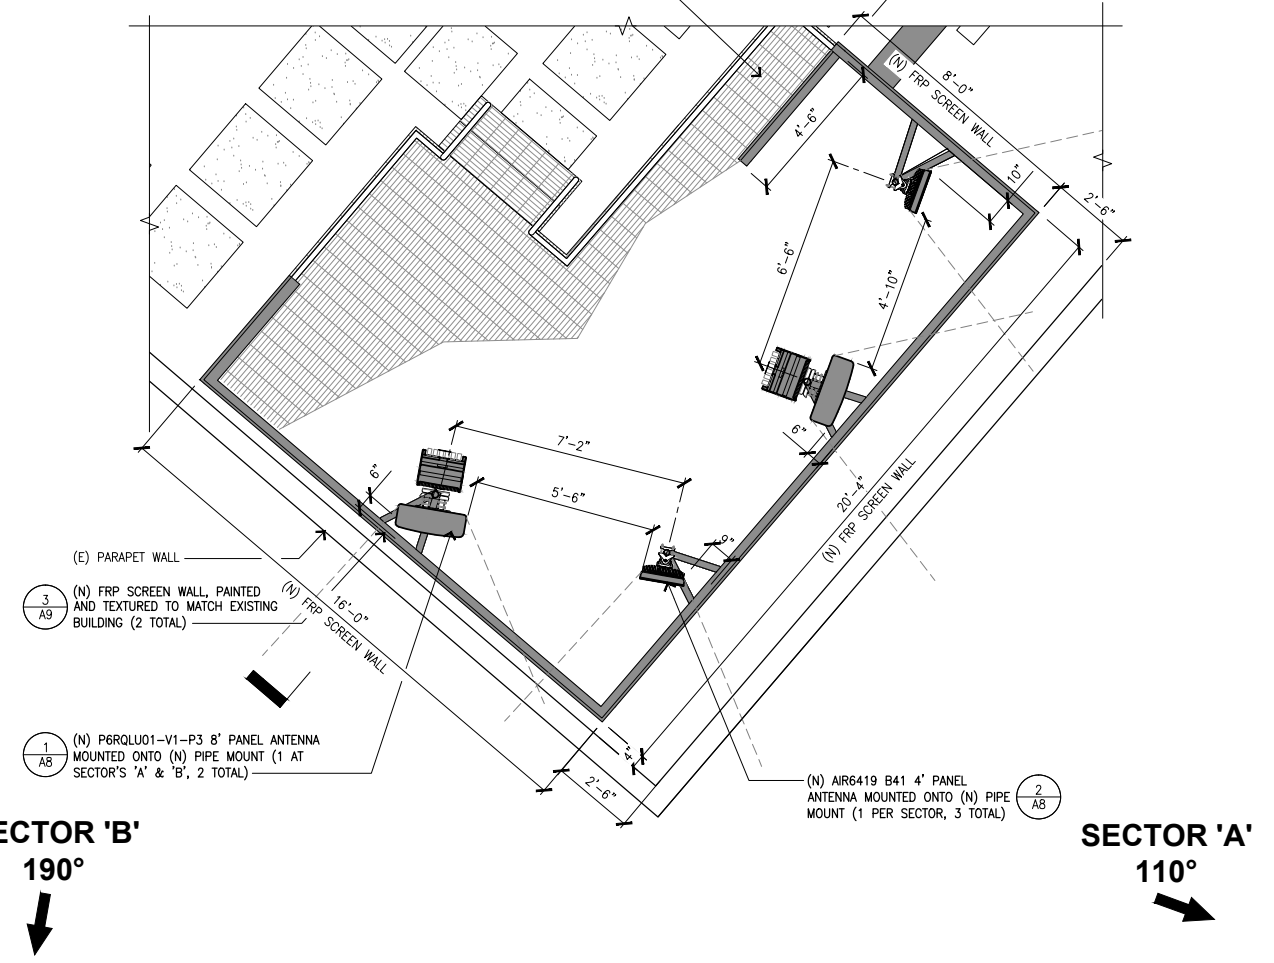 8'-0"
(N) FRP SCREEN WALL
4'-6"
10"
2'-6"
6'-6"
4'-10"
6"
7'-2"
5'-6"
6"
9"
20'-4"
(N) FRP SCREEN WALL
(E) PARAPET WALL
3
A9
(N) FRP SCREEN WALL, PAINTED
AND TEXTURED TO MATCH EXISTING
BUILDING (2 TOTAL)
16'-0"
(N) FRP SCREEN WALL
1
A8
(N) P6RQLU01-V1-P3 8' PANEL ANTENNA
MOUNTED ONTO (N) PIPE MOUNT (1 AT
SECTOR'S 'A' & 'B', 2 TOTAL)
4"
2'-6"
(N) AIR6419 B41 4' PANEL
ANTENNA MOUNTED ONTO (N) PIPE
MOUNT (1 PER SECTOR, 3 TOTAL)
2
A8
ECTOR 'B'
190°
SECTOR 'A'
110°